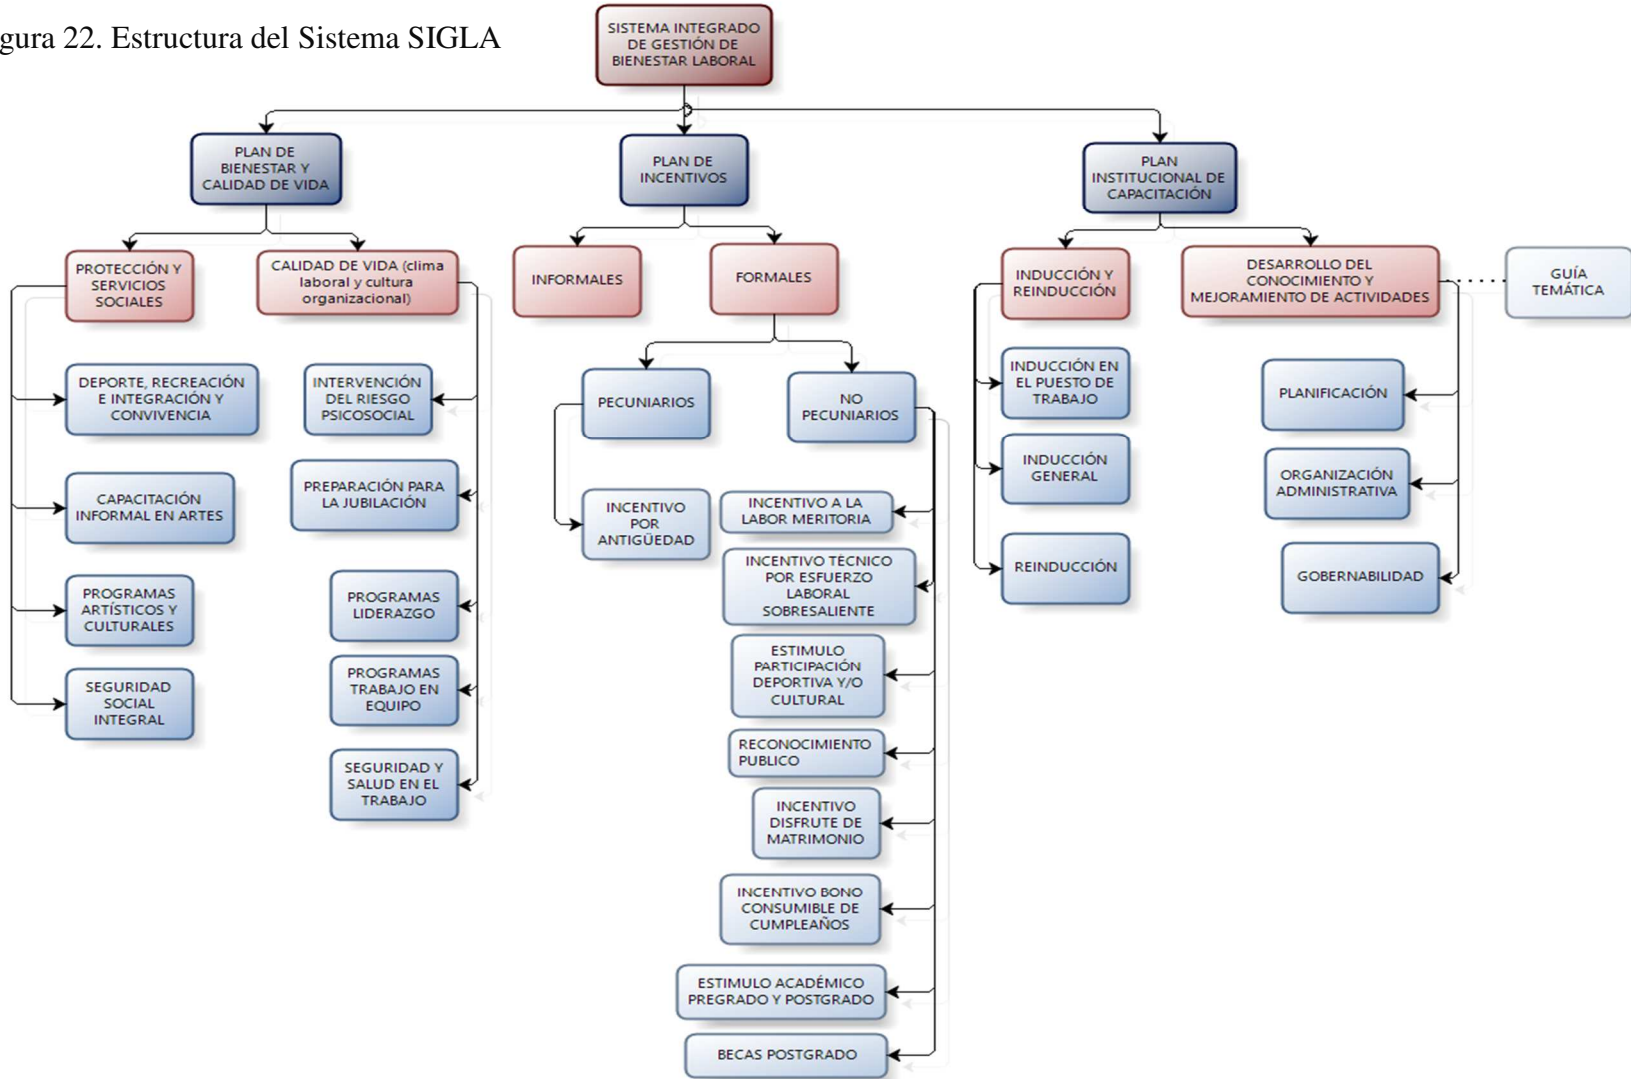 gura 22. Estructura del Sistema SIGLA
SISTEMA INTEGRADO
DE GESTIÓN DE
BIENESTAR LABORAL
PLAN DE
BIENESTAR Y
CALIDAD DE VIDA
PLAN DE
INCENTIVOS
PLAN
INSTITUCIONAL DE
CAPACITACIÓN
PROTECCIÓN Y
SERVICIOS
SOCIALES
CALIDAD DE VIDA (clima
laboral y cultura
organizacional)
INFORMALES
FORMALES
INDUCCIÓN Y
REINDUCCIÓN
DESARROLLO DEL
CONOCIMIENTO Y
MEJORAMIENTO DE ACTIVIDADES
GUÍA
TEMÁTICA
DEPORTE, RECREACIÓN
E INTEGRACIÓN Y
CONVIVENCIA
CAPACITACIÓN
INFORMAL EN ARTES
PROGRAMAS
ARTÍSTICOS Y
CULTURALES
SEGURIDAD
SOCIAL
INTEGRAL
INTERVENCIÓN
DEL RIESGO
PSICOSOCIAL
PREPARACIÓN PARA
LA JUBILACIÓN
PROGRAMAS
LIDERAZGO
PROGRAMAS
TRABAJO EN
EQUIPO
SEGURIDAD Y
SALUD EN EL
TRABAJO
PECUNIARIOS
NO
PECUNIARIOS
INCENTIVO
POR
ANTIGÜEDAD
INCENTIVO A LA
LABOR MERITORIA
INCENTIVO TÉCNICO
POR ESFUERZO
LABORAL
SOBRESALIENTE
ESTIMULO
PARTICIPACIÓN
DEPORTIVA Y/O
CULTURAL
RECONOCIMIENTO
PUBLICO
INCENTIVO
DISFRUTE DE
MATRIMONIO
INCENTIVO BONO
CONSUMIBLE DE
CUMPLEAÑOS
ESTIMULO ACADÉMICO
PREGRADO Y POSTGRADO
BECAS POSTGRADO
INDUCCIÓN EN
EL PUESTO DE
TRABAJO
INDUCCIÓN
GENERAL
REINDUCCIÓN
PLANIFICACIÓN
ORGANIZACIÓN
ADMINISTRATIVA
GOBERNABILIDAD